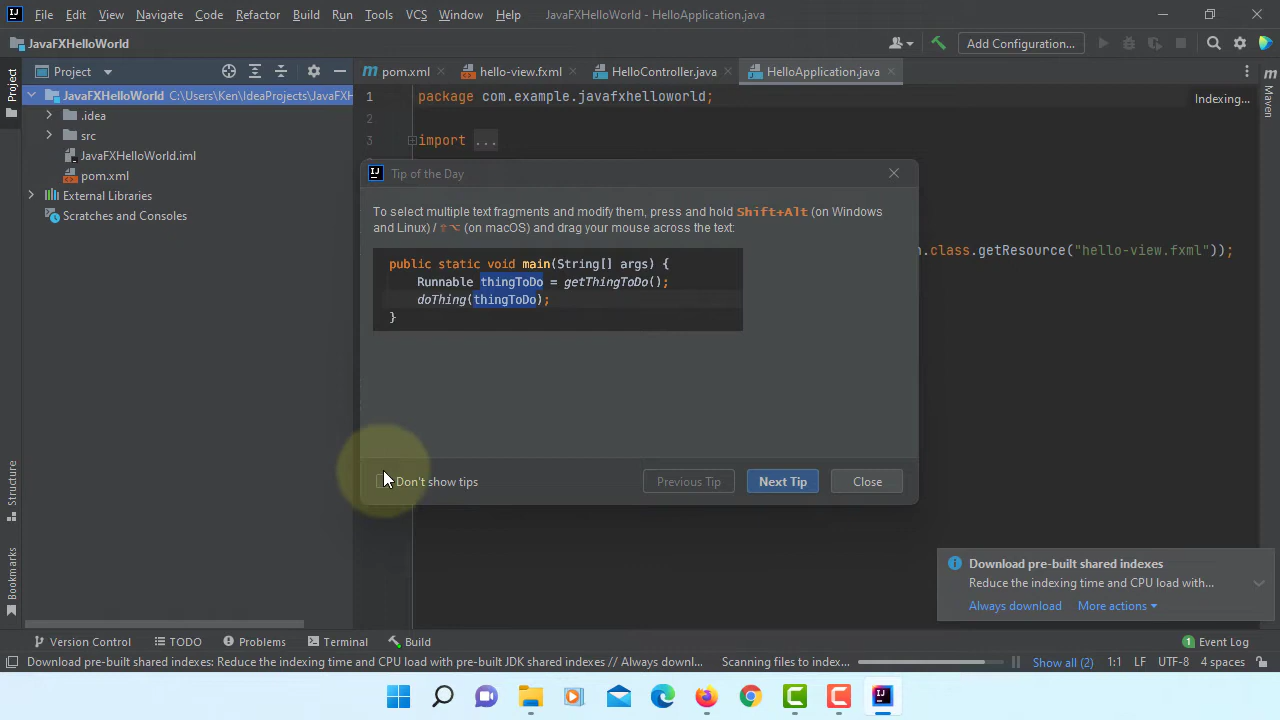 File Edit View Navigate Code Refactor Build Run Tools VCS Window Help JavaFXHelloWorld - HelloApplication.java
JavaFXHelloWorld Add Configuration...
Project pom.xml hello-view.fxml HelloController.java HelloApplication.java
Project
Maven
JavaFXHelloWorld C:\Users\Ken\IdeaProjects\JavaFXH
.idea
src
JavaFXHelloWorld.iml
pom.xml
External Libraries
Scratches and Consoles
1 package com.example.javafxhelloworld;
Indexing...
2
3 import ...
.class.getResource("hello-view.fxml"));
Tip of the Day
To select multiple text fragments and modify them, press and hold Shift+Alt (on Windows
and Linux) / ⇧⌥ (on macOS) and drag your mouse across the text:
public static void main(String[] args) {
Runnable thingToDo = getThingToDo();
doThing(thingToDo);
}
Don't show tips Previous Tip Next Tip Close
Structure
Bookmarks
Download pre-built shared indexes
Reduce the indexing time and CPU load with...
Always download More actions
Version Control TODO Problems Terminal Build 1 Event Log
Download pre-built shared indexes: Reduce the indexing time and CPU load with pre-built JDK shared indexes // Always downl... Scanning files to index... Show all (2) 1:1 LF UTF-8 4 spaces